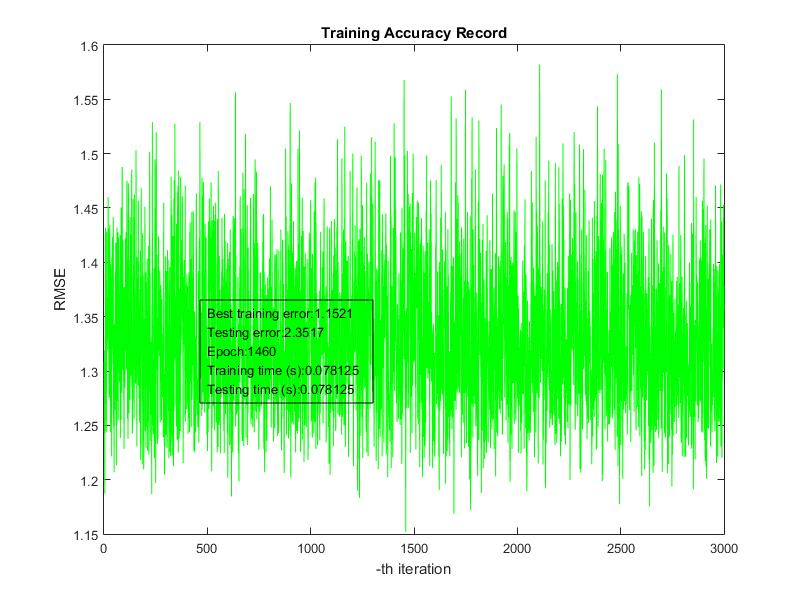 Training Accuracy Record
1.6
1.55
1.5
1.45
1.4
1.35
1.3
1.25
1.2
1.15
RMSE
Best training error:1.1521
Testing error:2.3517
Epoch:1460
Training time (s):0.078125
Testing time (s):0.078125
0 500 1000 1500 2000 2500 3000
-th iteration